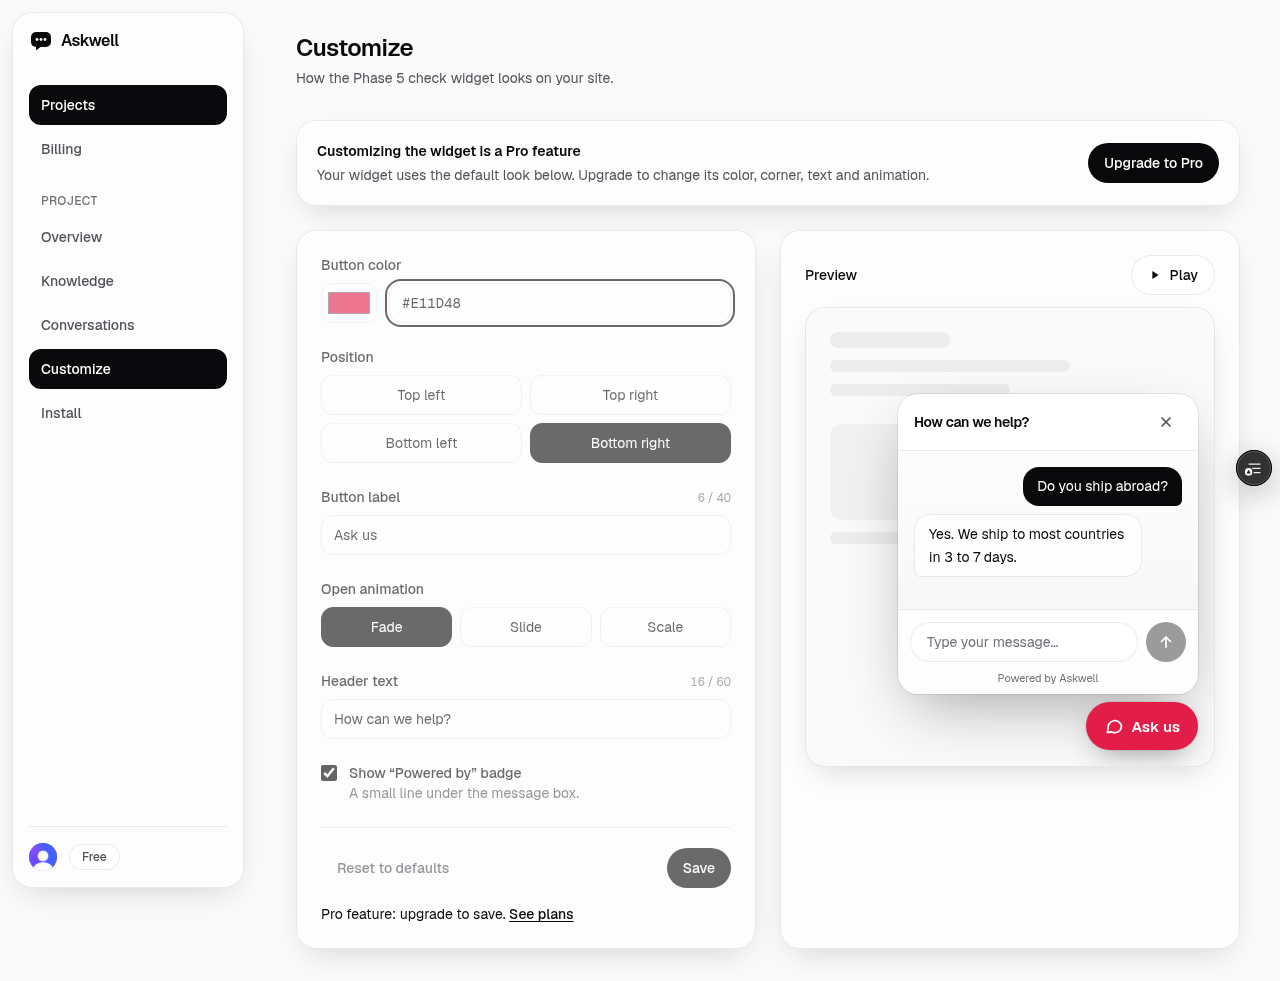 Askwell
Projects
Billing
PROJECT
Overview
Knowledge
Conversations
Customize
Install
Free
Customize
How the Phase 5 check widget looks on your site.
Customizing the widget is a Pro feature
Your widget uses the default look below. Upgrade to change its color, corner, text and animation.
Upgrade to Pro
Button color
#E11D48
Position
Top left
Top right
Bottom left
Bottom right
Button label
6 / 40
Ask us
Open animation
Fade
Slide
Scale
Header text
16 / 60
How can we help?
Show “Powered by” badge
A small line under the message box.
Reset to defaults
Save
Pro feature: upgrade to save. See plans
Preview
Play
How can we help?
Do you ship abroad?
Yes. We ship to most countries
in 3 to 7 days.
Type your message…
Powered by Askwell
Ask us